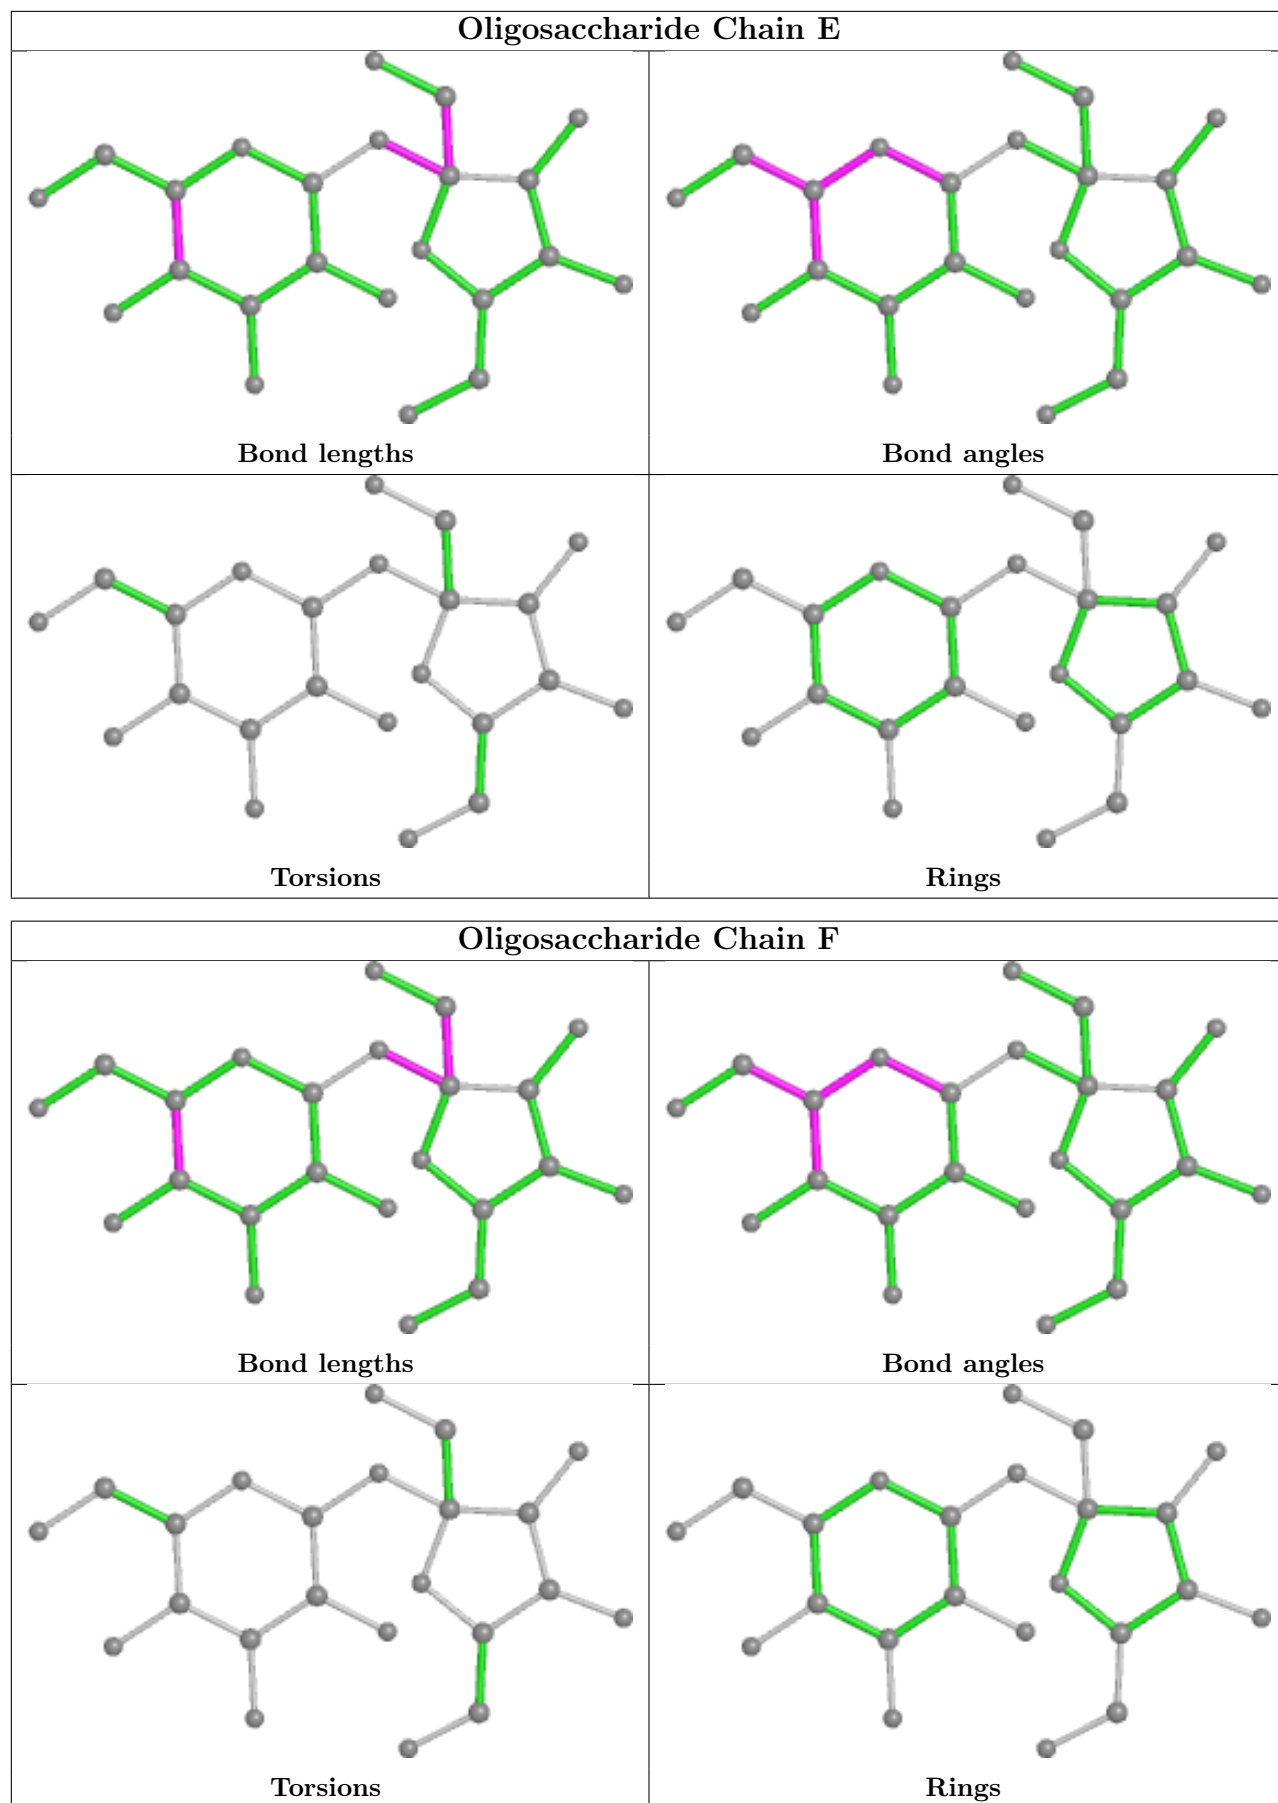 Oligosaccharide Chain E
Bond lengths
Bond angles
Torsions
Rings
Oligosaccharide Chain F
Bond lengths
Bond angles
Torsions
Rings